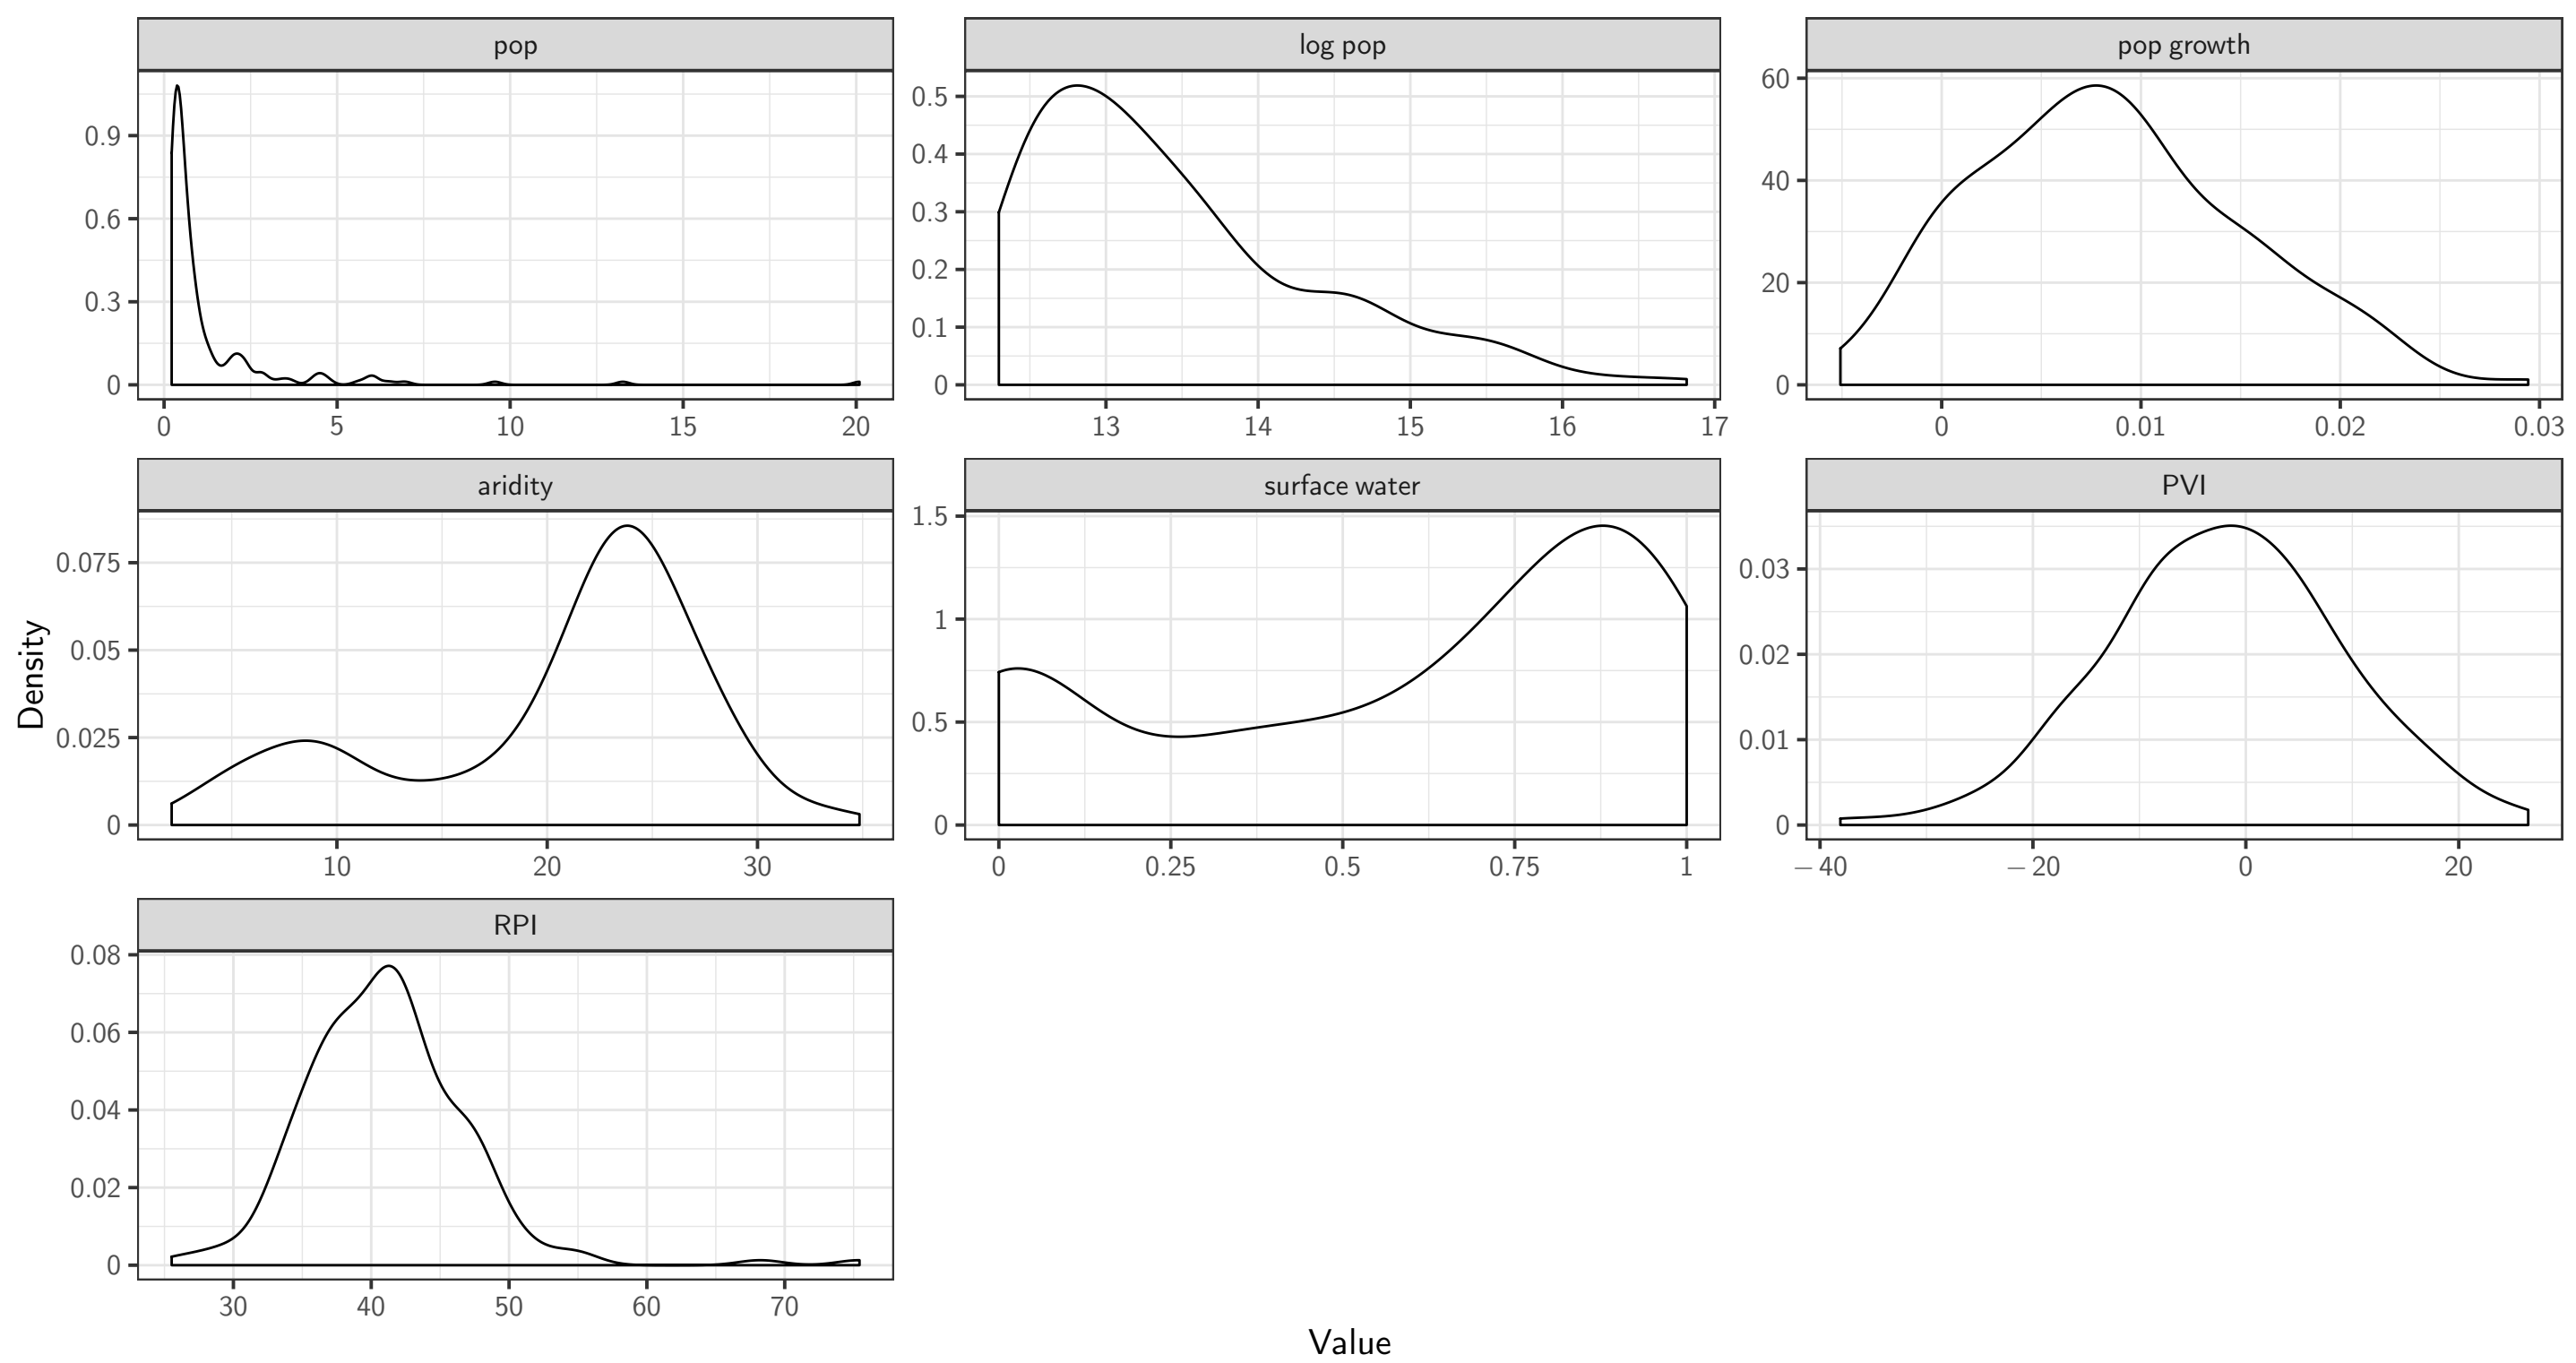 pop
log pop
pop growth
0.9
0.6
0.3
0
0 5 10 15 20
0.5
0.4
0.3
0.2
0.1
0
13 14 15 16 17
60
40
20
0
0 0.01 0.02 0.03
aridity
surface water
PVI
0.075
0.05
0.025
0
10 20 30
1.5
1
0.5
0
0 0.25 0.5 0.75 1
0.03
0.02
0.01
0
−40 −20 0 20
RPI
0.08
0.06
0.04
0.02
0
30 40 50 60 70
Density
Value